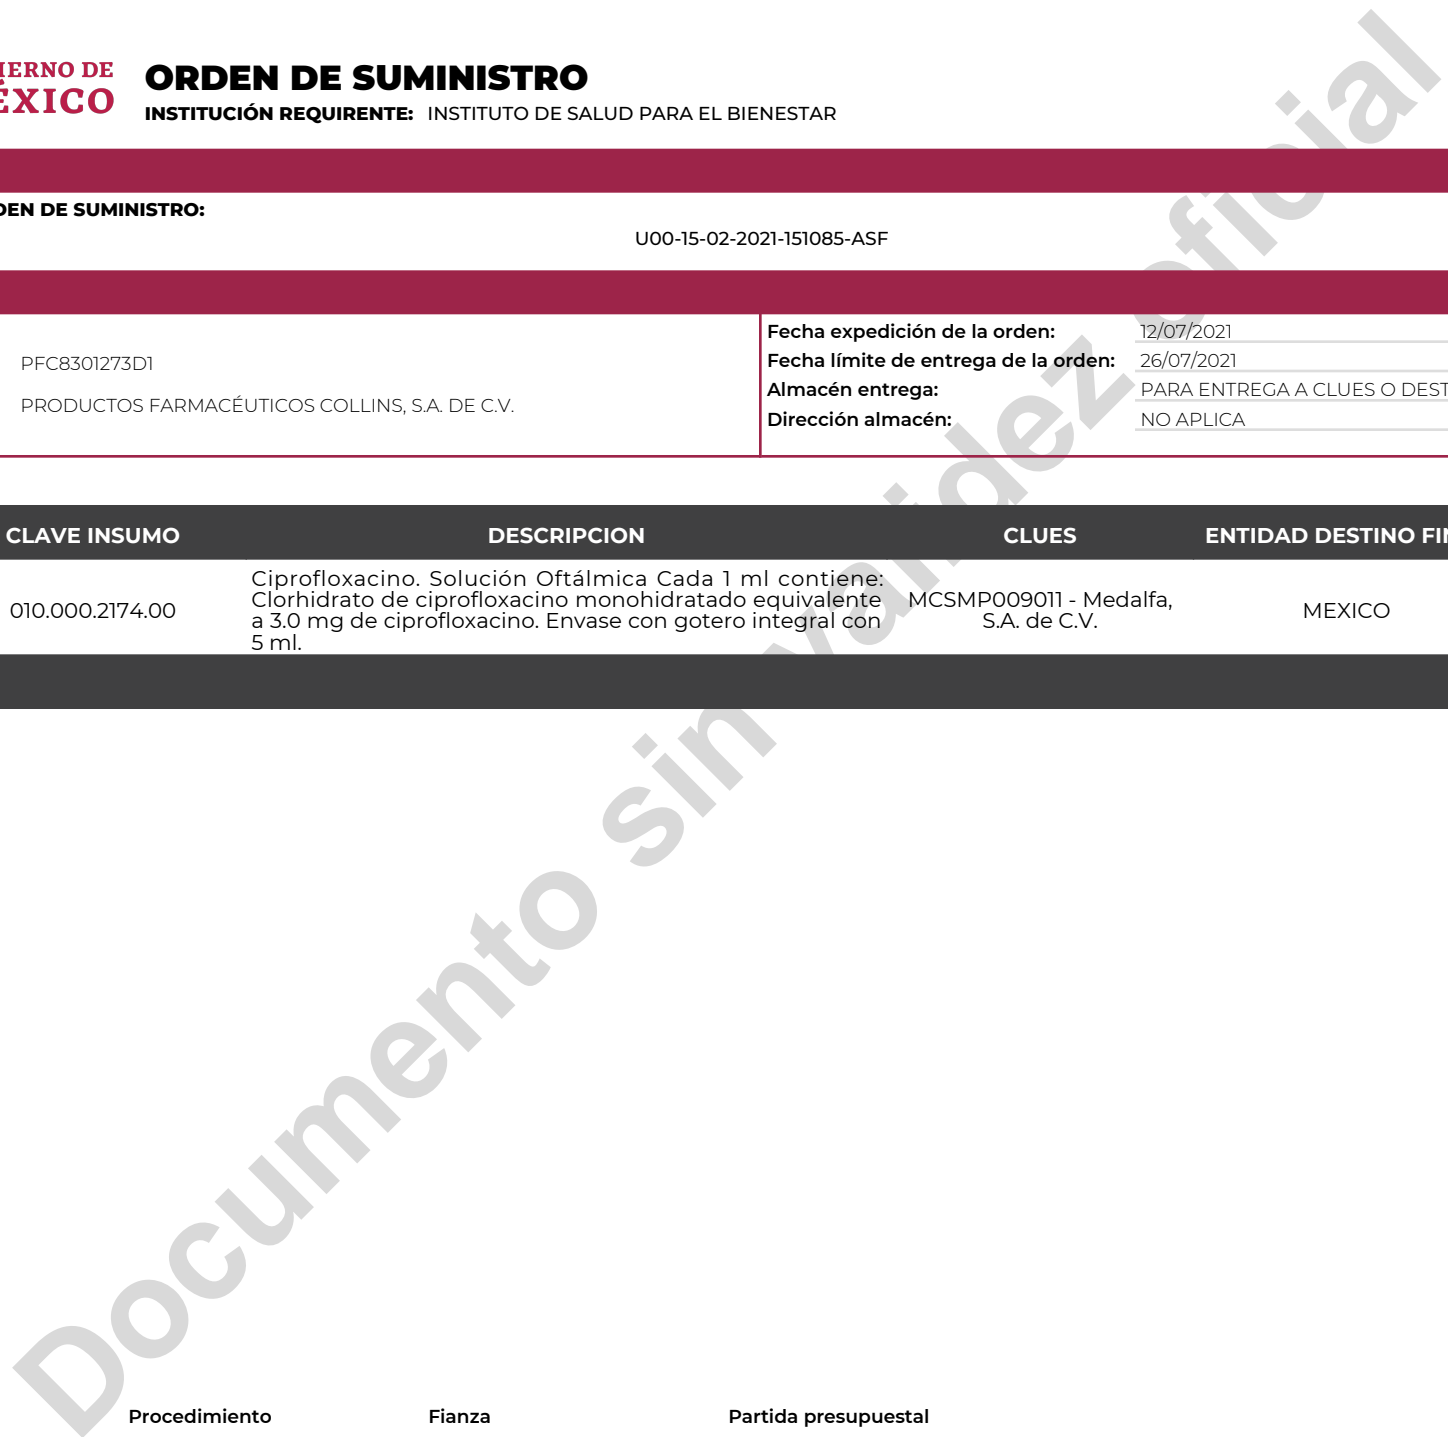 IERNO DE
ÉXICO
ORDEN DE SUMINISTRO
INSTITUCIÓN REQUIRENTE: INSTITUTO DE SALUD PARA EL BIENESTAR
DEN DE SUMINISTRO:
U00-15-02-2021-151085-ASF
PFC8301273D1
PRODUCTOS FARMACÉUTICOS COLLINS, S.A. DE C.V.
Fecha expedición de la orden: 12/07/2021
Fecha límite de entrega de la orden: 26/07/2021
Almacén entrega: PARA ENTREGA A CLUES O DEST
Dirección almacén: NO APLICA
CLAVE INSUMO DESCRIPCION CLUES ENTIDAD DESTINO FIN
010.000.2174.00
Ciprofloxacino. Solución Oftálmica Cada 1 ml contiene:
Clorhidrato de ciprofloxacino monohidratado equivalente
a 3.0 mg de ciprofloxacino. Envase con gotero integral con
5 ml.
MCSMP009011 - Medalfa,
S.A. de C.V.
MEXICO
Documento sin validez oficial
Procedimiento Fianza Partida presupuestal